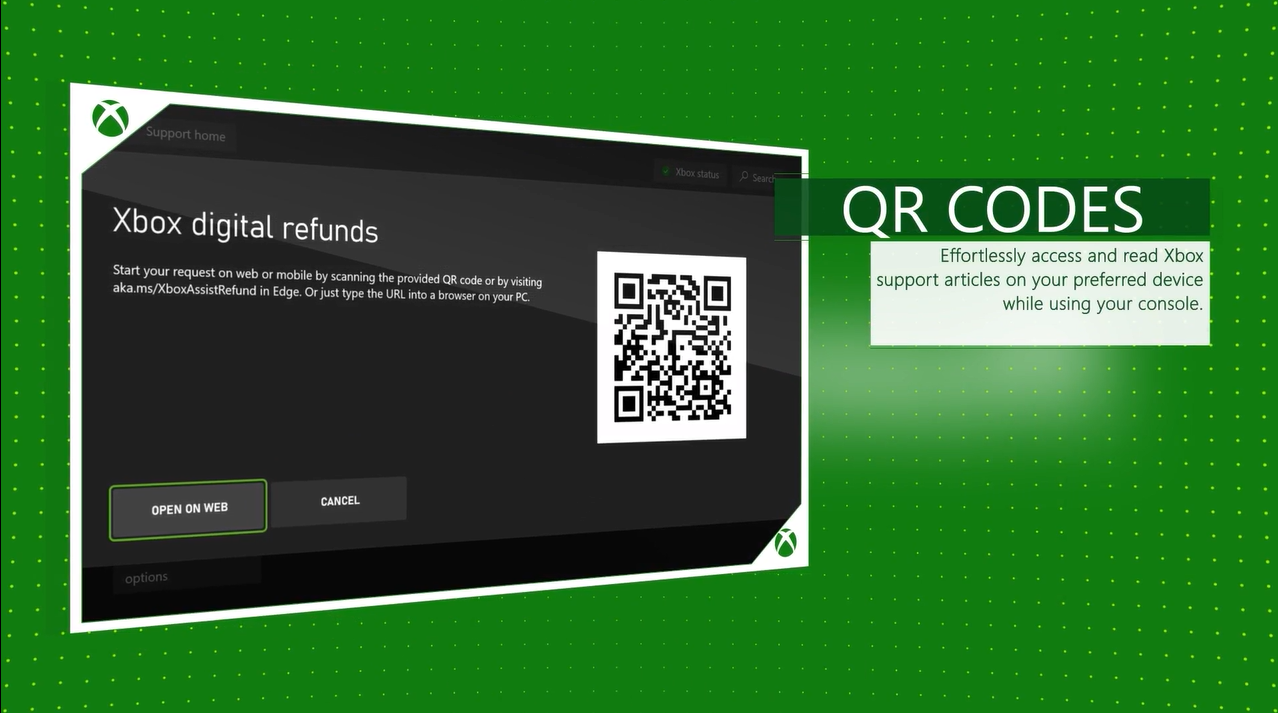 Support home
Xbox status
Search
Xbox digital refunds
Start your request on web or mobile by scanning the provided QR code or by visiting
aka.ms/XboxAssistRefund in Edge. Or just type the URL into a browser on your PC.
OPEN ON WEB
CANCEL
options
QR CODES
Effortlessly access and read Xbox
support articles on your preferred device
while using your console.